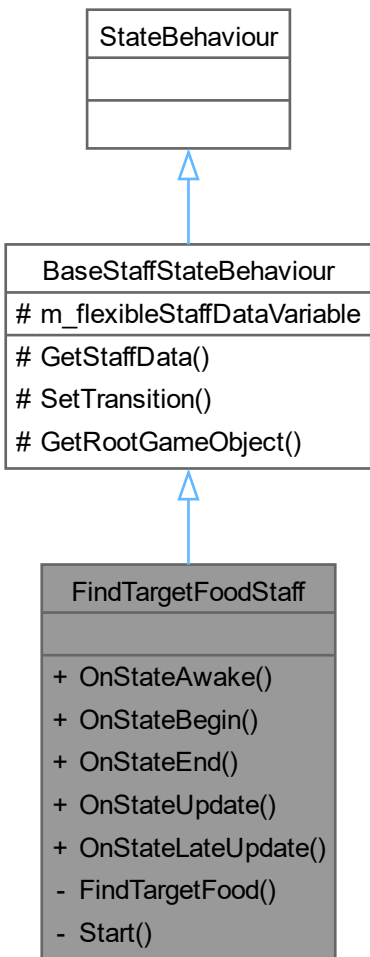 StateBehaviour
BaseStaffStateBehaviour
# m_flexibleStaffDataVariable
# GetStaffData()
# SetTransition()
# GetRootGameObject()
FindTargetFoodStaff
+ OnStateAwake()
+ OnStateBegin()
+ OnStateEnd()
+ OnStateUpdate()
+ OnStateLateUpdate()
- FindTargetFood()
- Start()